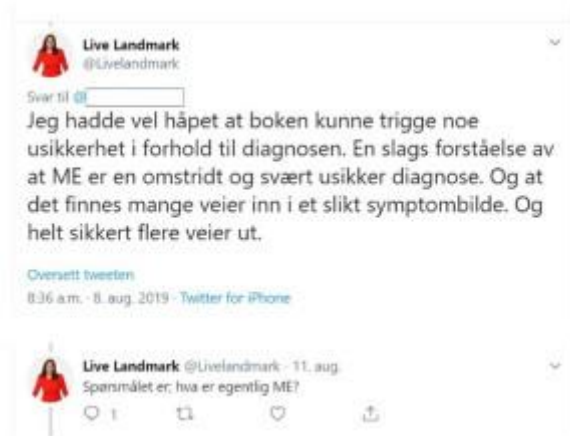 Live Landmark
@Livelandmark
Svar til @
Jeg hadde vel håpet at boken kunne trigge noe
usikkerhet i forhold til diagnosen. En slags forståelse av
at ME er en omstridt og svært usikker diagnose. Og at
det finnes mange veier inn i et slikt symptombilde. Og
helt sikkert flere veier ut.
Oversett tweeten
8:36 a.m. · 8. aug. 2019 · Twitter for iPhone
Live Landmark @Livelandmark · 11. aug.
Spørsmålet er; hva er egentlig ME?
1